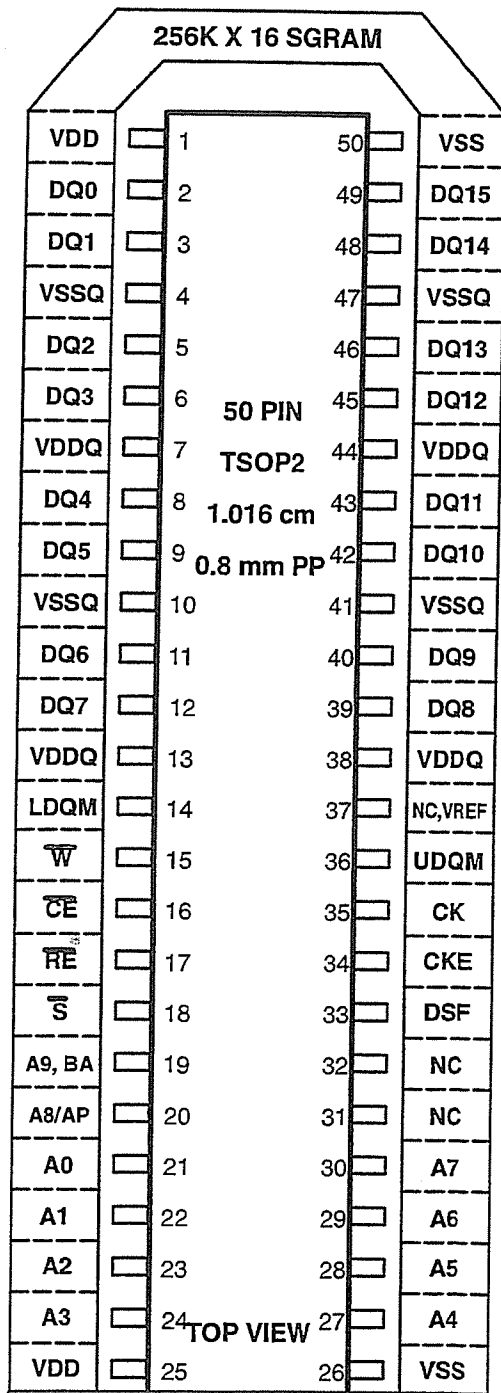 256K X 16 SGRAM
VDD 1 50 VSS
DQ0 2 49 DQ15
DQ1 3 48 DQ14
VSSQ 4 47 VSSQ
DQ2 5 46 DQ13
DQ3 6 45 DQ12
50 PIN
VDDQ 7 44 VDDQ
TSOP2
DQ4 8 43 DQ11
1.016 cm
DQ5 9 42 DQ10
0.8 mm PP
VSSQ 10 41 VSSQ
DQ6 11 40 DQ9
DQ7 12 39 DQ8
VDDQ 13 38 VDDQ
LDQM 14 37 NC,VREF
W̅ 15 36 UDQM
C̅E̅ 16 35 CK
R̅E̅ 17 34 CKE
S̅ 18 33 DSF
A9, BA 19 32 NC
A8/AP 20 31 NC
A0 21 30 A7
A1 22 29 A6
A2 23 28 A5
A3 24 27 A4
TOP VIEW
VDD 25 26 VSS